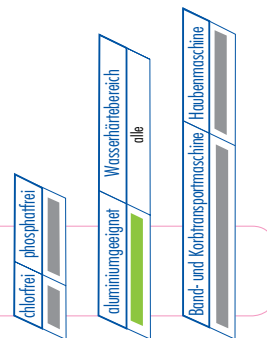 chlorfrei phosphatfrei
aluminiumgeeignet Wasserhärtebereich
alle
Band- und Korbtransportmaschine Haubenmaschine